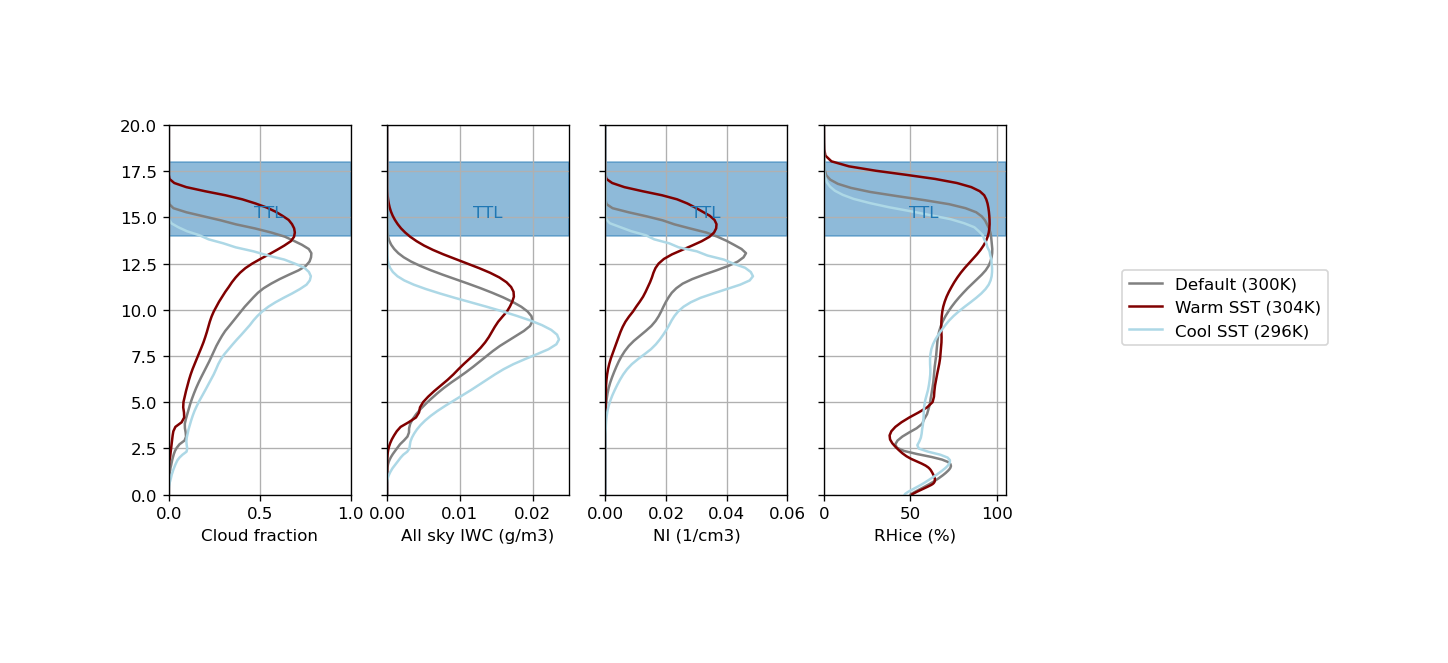 20.0
17.5
15.0
12.5
10.0
7.5
5.0
2.5
0.0
TTL
TTL
TTL
TTL
0.0 0.5 1.0
0.00 0.01 0.02
0.00 0.02 0.04 0.06
0 50 100
Cloud fraction
All sky IWC (g/m3)
NI (1/cm3)
RHice (%)
Default (300K)
Warm SST (304K)
Cool SST (296K)